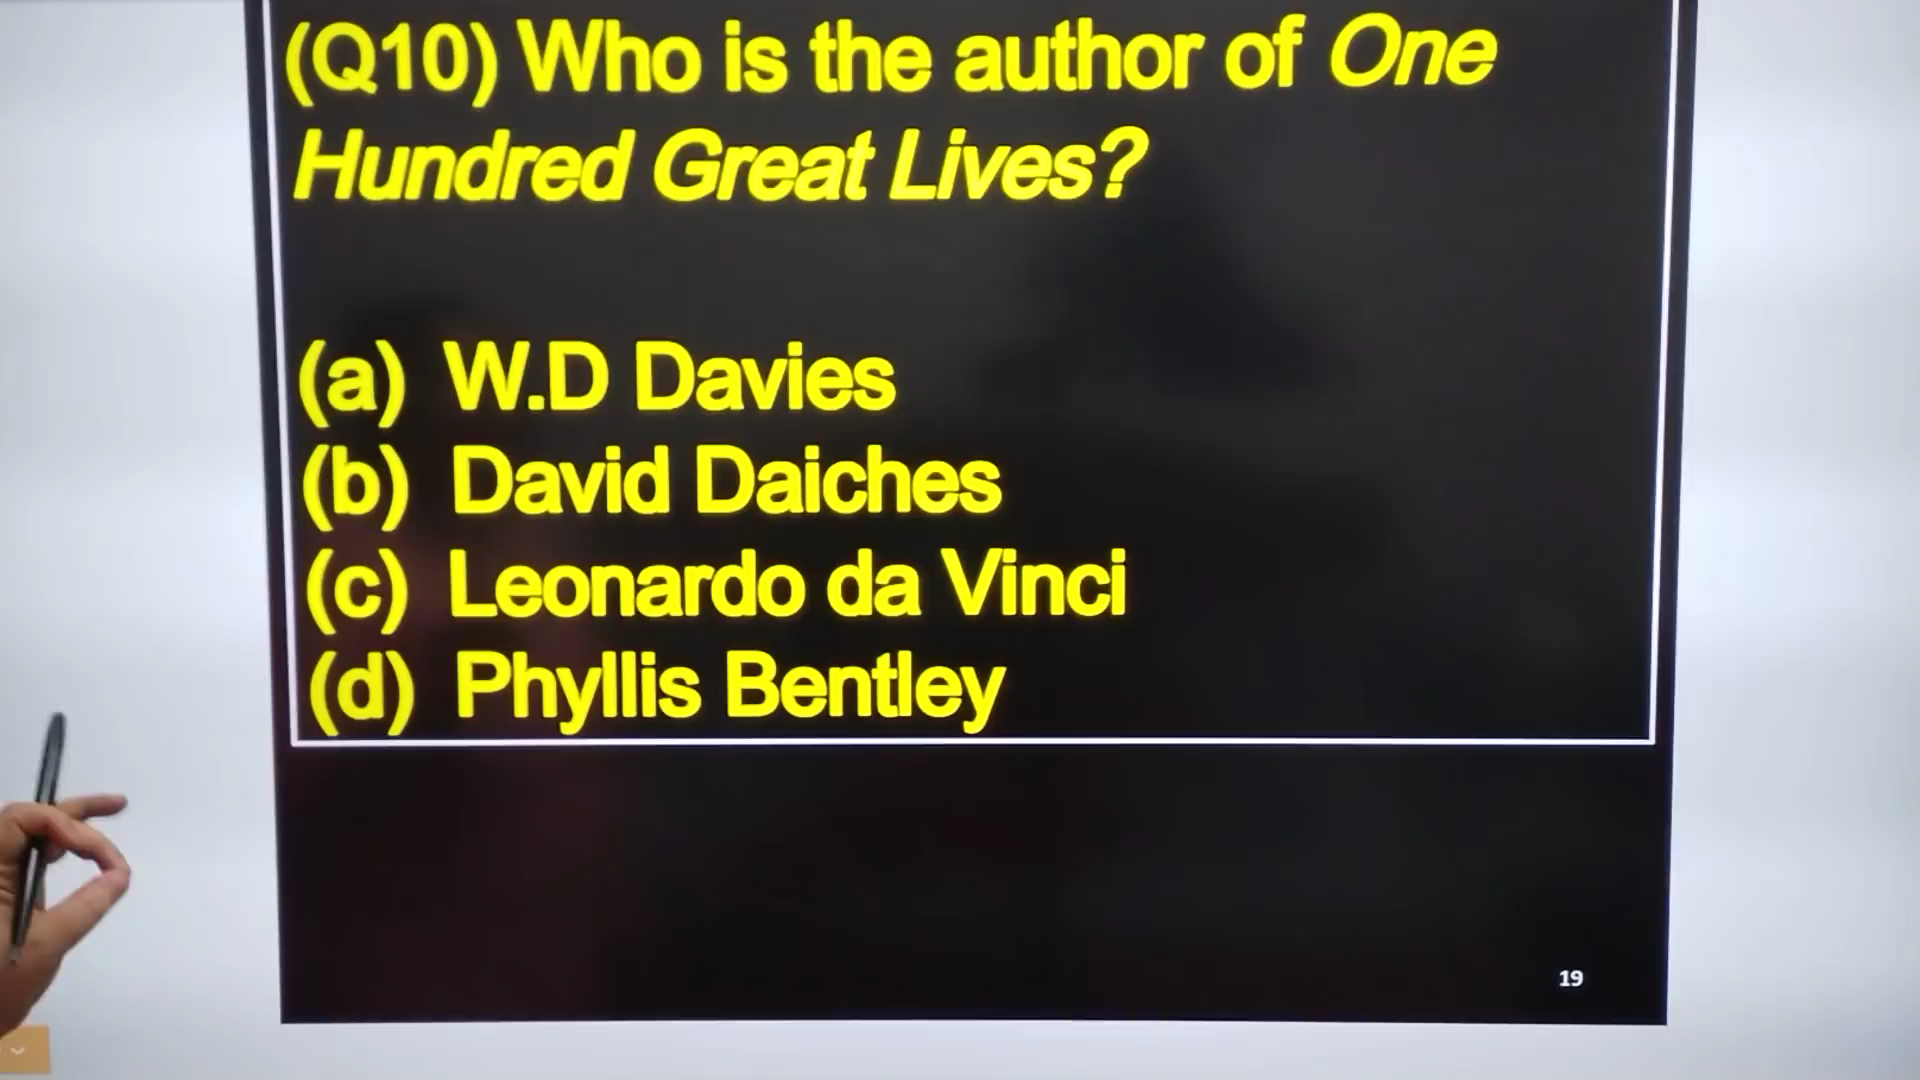 (Q10) Who is the author of One
Hundred Great Lives?
(a) W.D Davies
(b) David Daiches
(c) Leonardo da Vinci
(d) Phyllis Bentley
19